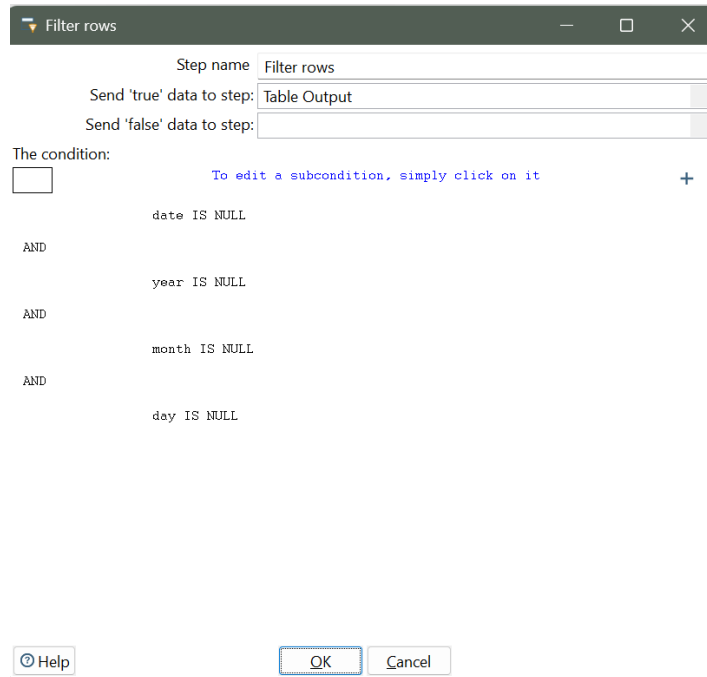 Filter rows
Step name Filter rows
Send 'true' data to step: Table Output
Send 'false' data to step:
The condition:
To edit a subcondition, simply click on it
date IS NULL
AND
year IS NULL
AND
month IS NULL
AND
day IS NULL
Help OK Cancel